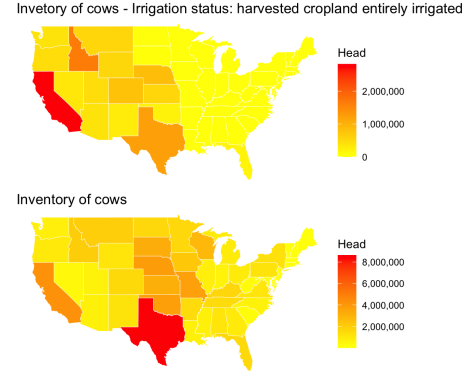 Invetory of cows - Irrigation status: harvested cropland entirely irrigated
Head
2,000,000
1,000,000
0
Inventory of cows
Head
8,000,000
6,000,000
4,000,000
2,000,000